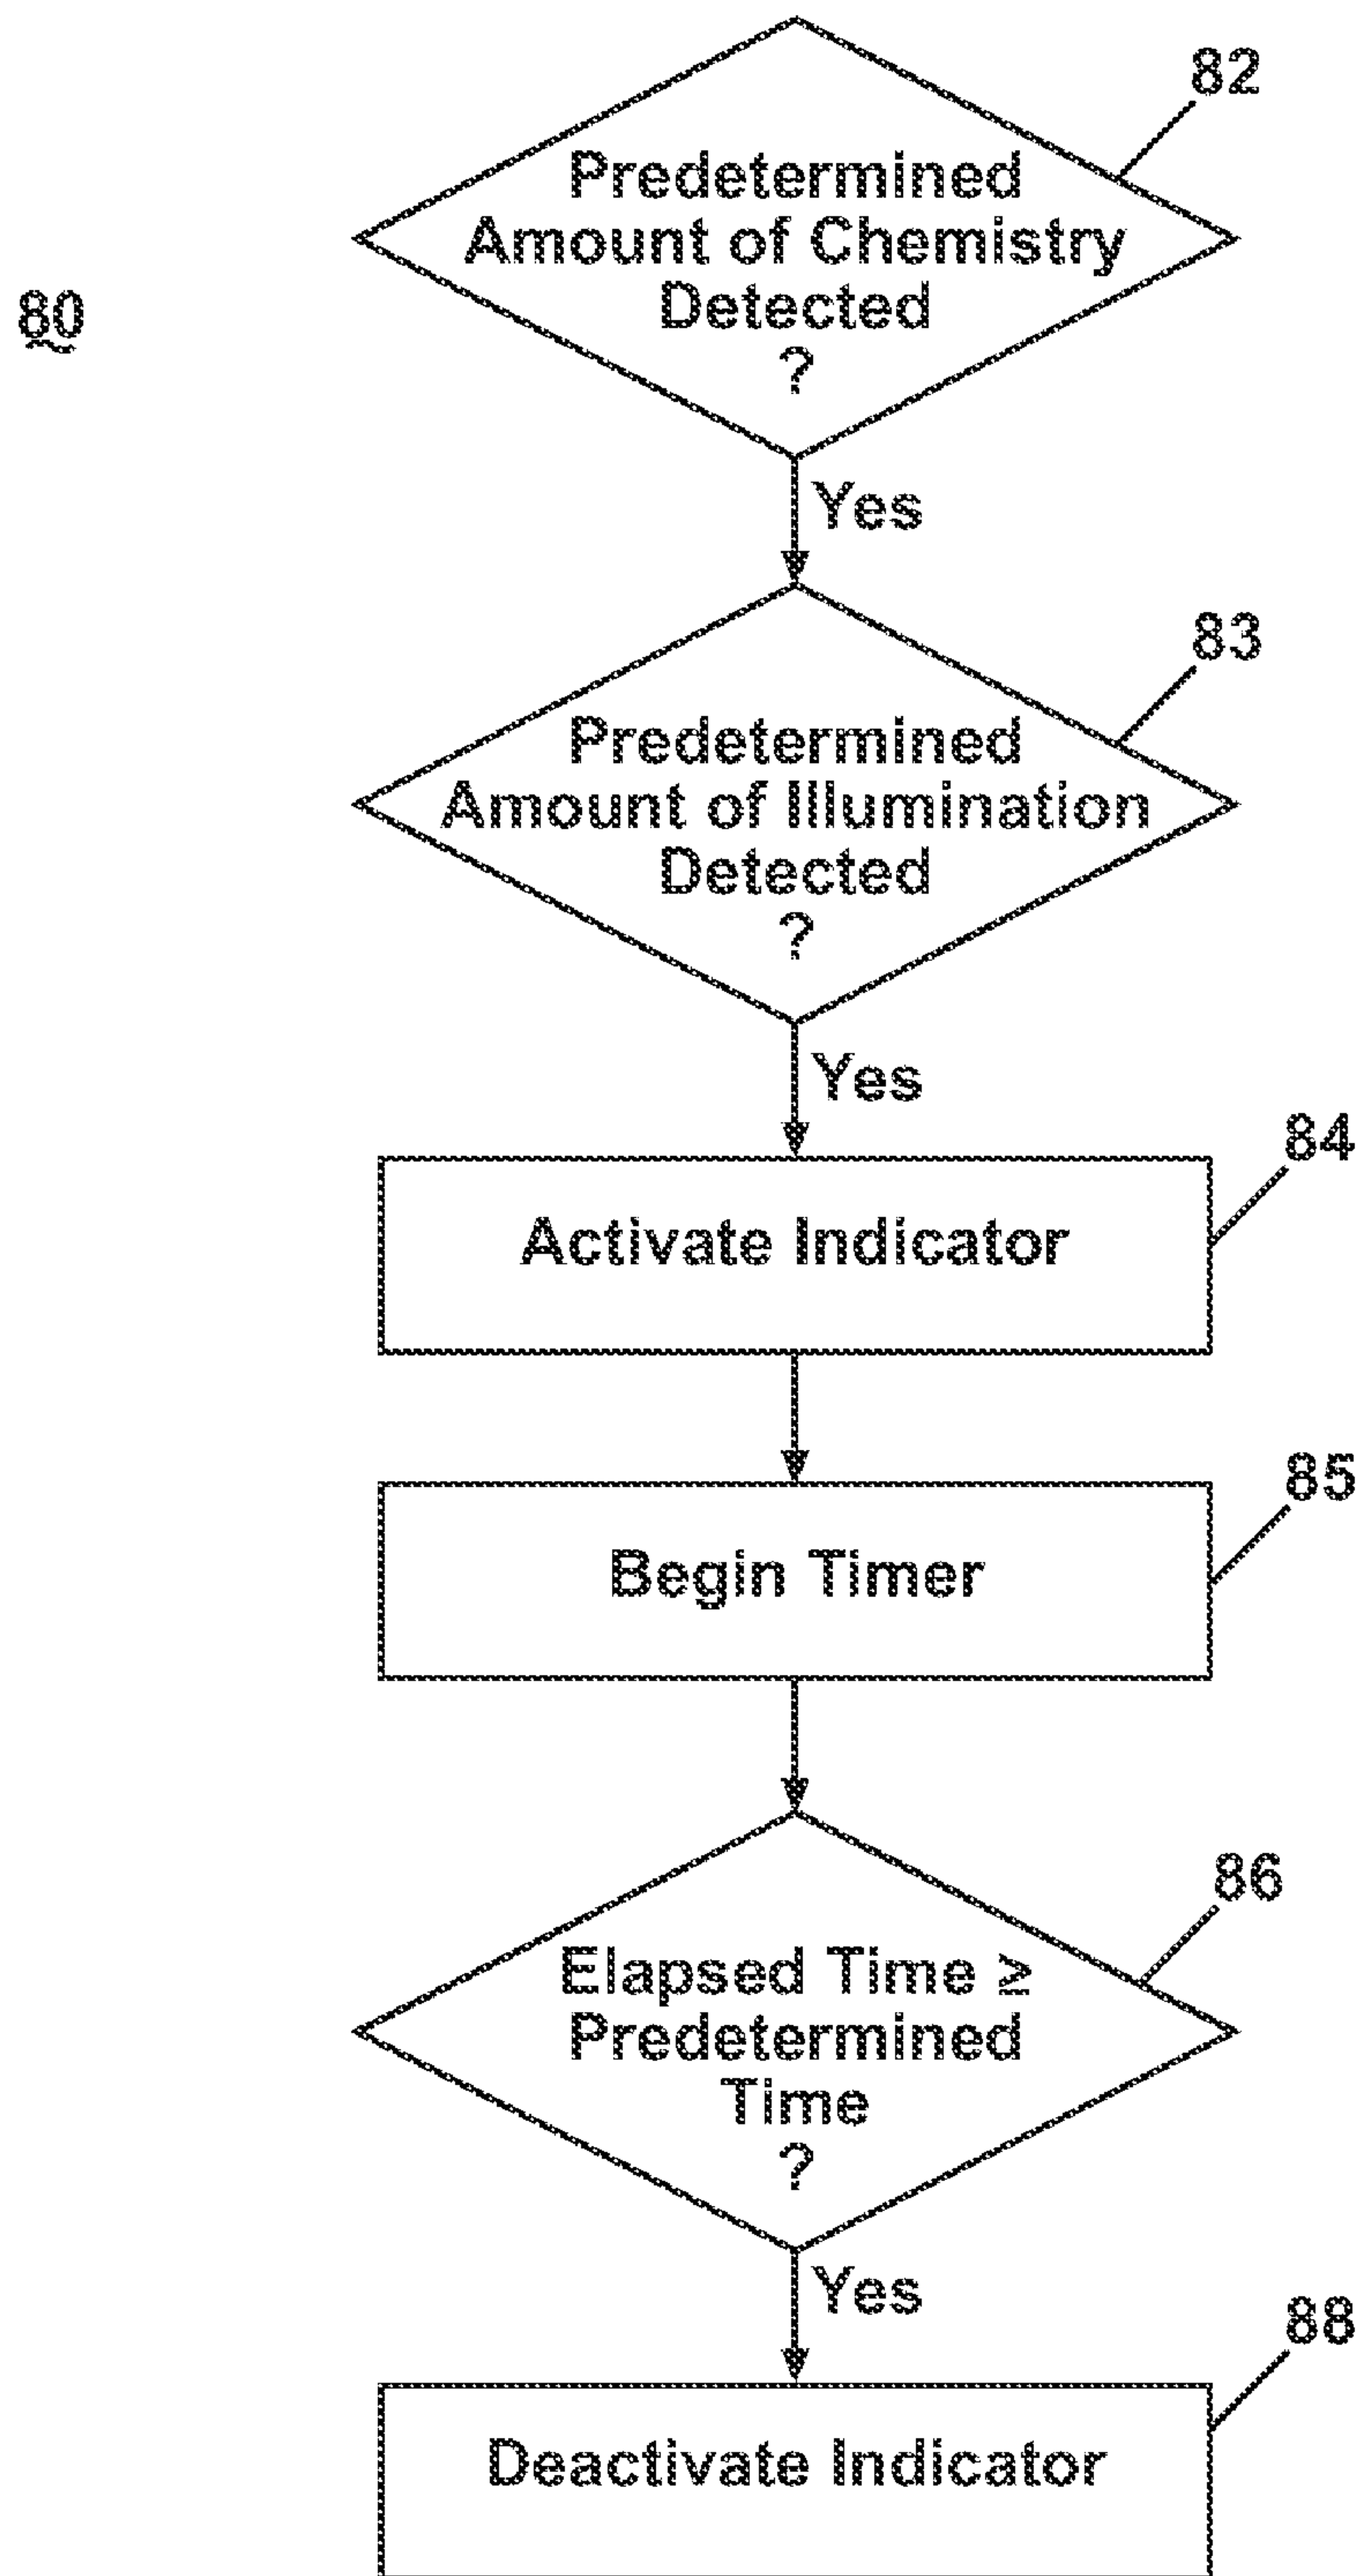 82
Predetermined
Amount of Chemistry
Detected
?
80
Yes
83
Predetermined
Amount of Illumination
Detected
?
Yes
84
Activate Indicator
85
Begin Timer
86
Elapsed Time ≥
Predetermined
Time
?
Yes
88
Deactivate Indicator